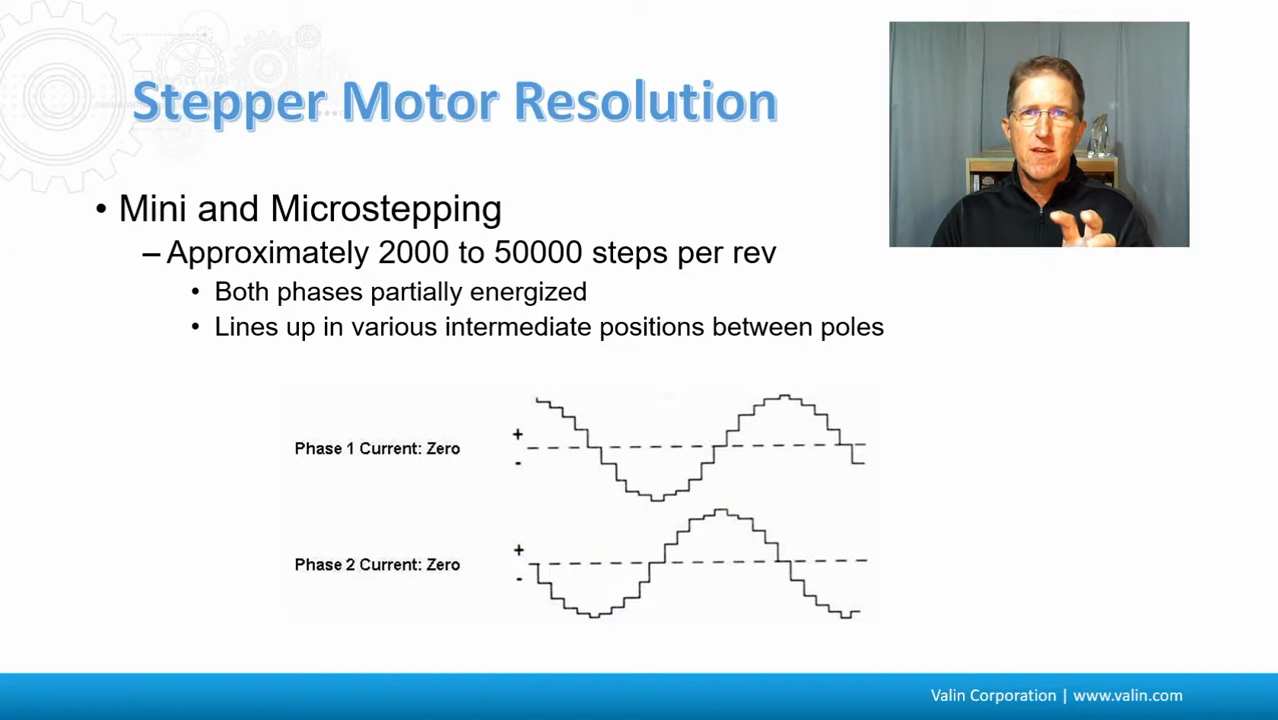 Stepper Motor Resolution
• Mini and Microstepping
– Approximately 2000 to 50000 steps per rev
• Both phases partially energized
• Lines up in various intermediate positions between poles
+
Phase 1 Current: Zero
-
+
Phase 2 Current: Zero
-
Valin Corporation | www.valin.com